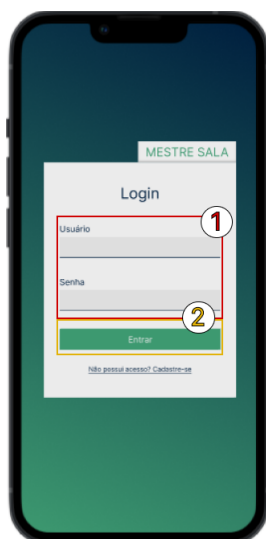 MESTRE SALA
Login
1
Usuário
Senha
2
Entrar
Não possui acesso? Cadastre-se